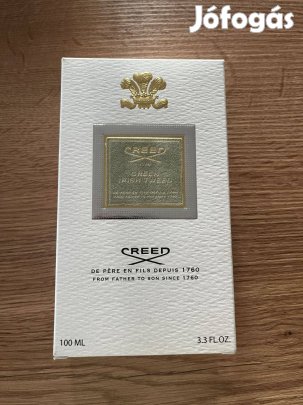 Jófogás
CREED
GREEN
IRISH TWEED
CREED
DE PÈRE EN FILS DEPUIS 1760
FROM FATHER TO SON SINCE 1760
100 ML
3.3 FL.OZ.